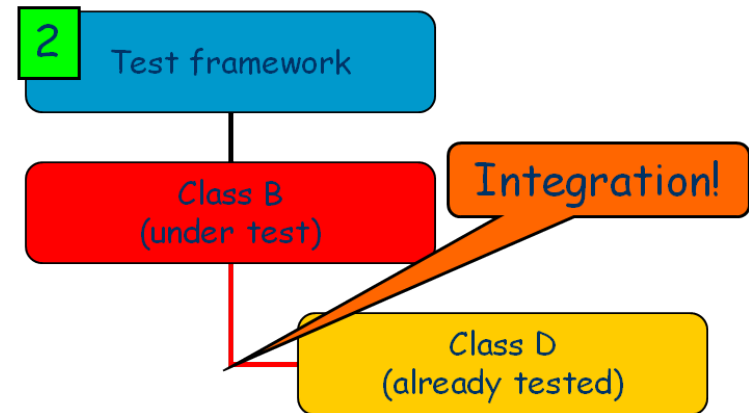 2
Test framework
Class B
(under test)
Integration!
Class D
(already tested)